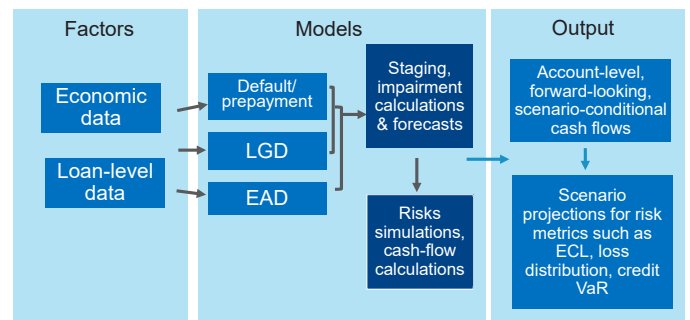 Factors
Economic
data
Loan-level
data
Models
Default/
prepayment
LGD
EAD
Staging,
impairment
calculations
& forecasts
Risks
simulations,
cash-flow
calculations
Output
Account-level,
forward-looking,
scenario-conditional
cash flows
Scenario
projections for risk
metrics such as
ECL, loss
distribution, credit
VaR